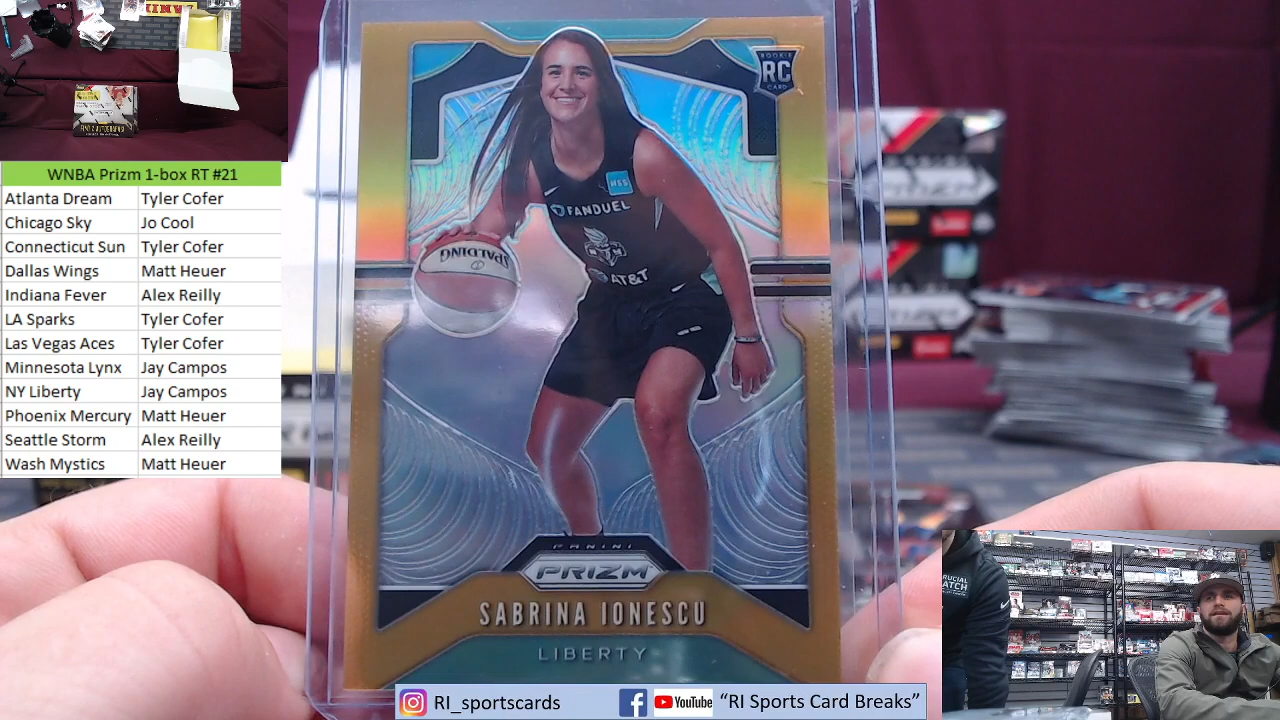 WNBA Prizm 1-box RT #21
Atlanta Dream Tyler Cofer
Chicago Sky Jo Cool
Connecticut Sun Tyler Cofer
Dallas Wings Matt Heuer
Indiana Fever Alex Reilly
LA Sparks Tyler Cofer
Las Vegas Aces Tyler Cofer
Minnesota Lynx Jay Campos
NY Liberty Jay Campos
Phoenix Mercury Matt Heuer
Seattle Storm Alex Reilly
Wash Mystics Matt Heuer
ROOKIE
RC
CARD
NSS
FANDUEL
AT&T
SPALDING
PANINI
PRIZM
SABRINA IONESCU
LIBERTY
RI_sportscards
YouTube "RI Sports Card Breaks"